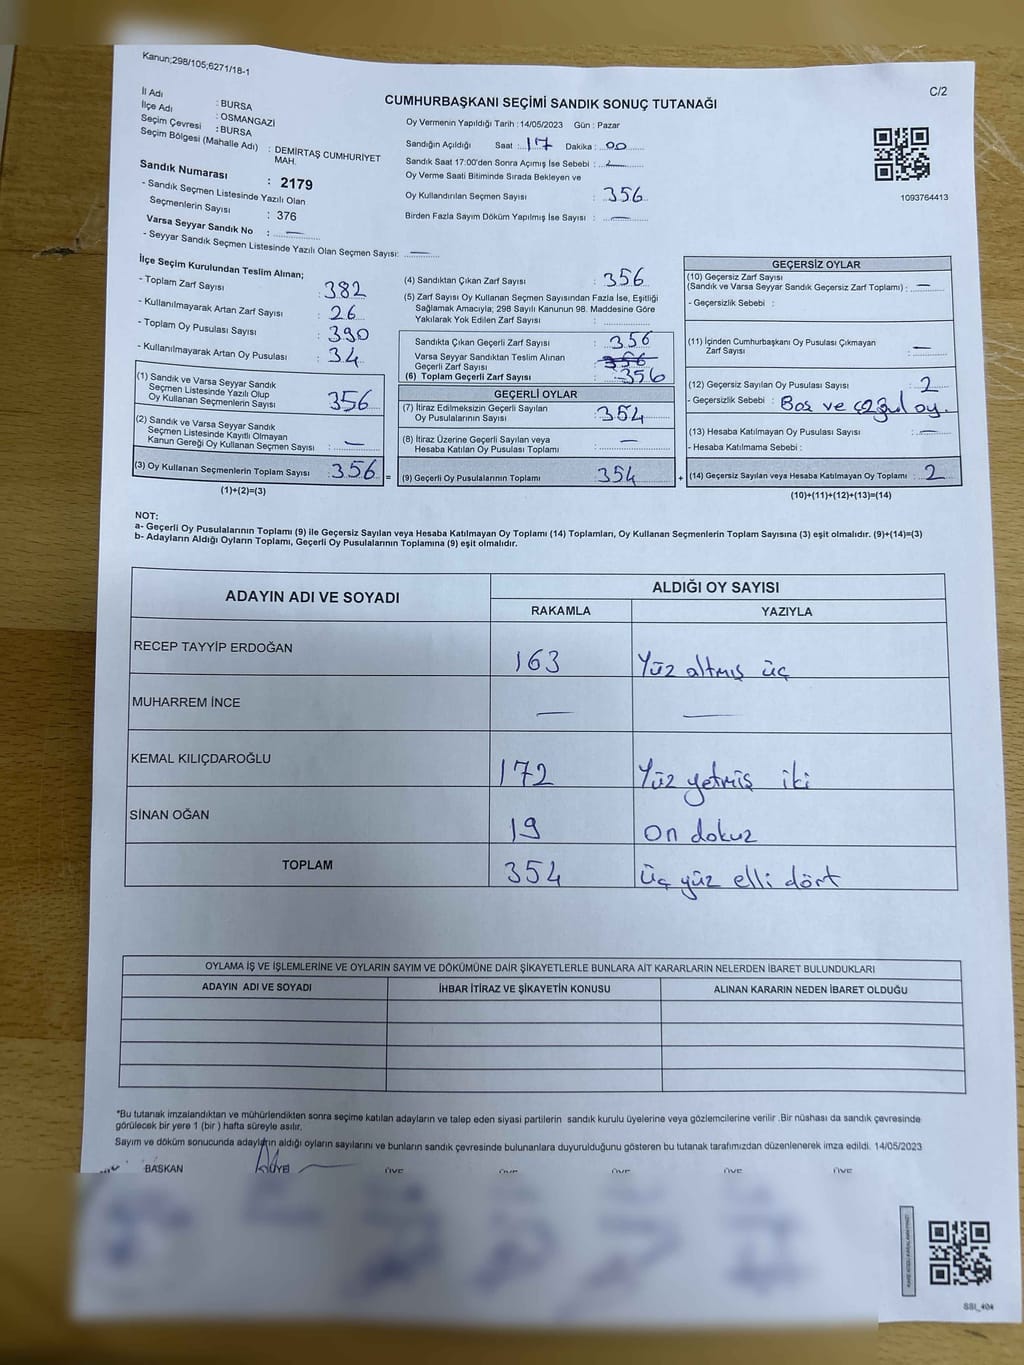 Kanun;298/105;6271/18-1
C/2
CUMHURBAŞKANI SEÇİMİ SANDIK SONUÇ TUTANAĞI
İl Adı : BURSA
İlçe Adı : OSMANGAZİ
Seçim Çevresi : BURSA
Seçim Bölgesi (Mahalle Adı) : DEMİRTAŞ CUMHURİYET
MAH.
Sandık Numarası : 2179
- Sandık Seçmen Listesinde Yazılı Olan
Seçmenlerin Sayısı : 376
Varsa Seyyar Sandık No : —
- Seyyar Sandık Seçmen Listesinde Yazılı Olan Seçmen Sayısı: —
Oy Vermenin Yapıldığı Tarih :14/05/2023 Gün : Pazar
Sandığın Açıldığı Saat : 17 Dakika : 00
Sandık Saat 17:00'den Sonra Açımış İse Sebebi : —
Oy Verme Saati Bitiminde Sırada Bekleyen ve
Oy Kullandırılan Seçmen Sayısı : 356
Birden Fazla Sayım Döküm Yapılmış İse Sayısı : —
1093764413
İlçe Seçim Kurulundan Teslim Alınan;
- Toplam Zarf Sayısı : 382
- Kullanılmayarak Artan Zarf Sayısı : 26
- Toplam Oy Pusulası Sayısı : 390
- Kullanılmayarak Artan Oy Pusulası : 34
(1) Sandık ve Varsa Seyyar Sandık
Seçmen Listesinde Yazılı Olup
Oy Kullanan Seçmenlerin Sayısı : 356
(2) Sandık ve Varsa Seyyar Sandık
Seçmen Listesinde Kayıtlı Olmayan
Kanun Gereği Oy Kullanan Seçmen Sayısı : —
(3) Oy Kullanan Seçmenlerin Toplam Sayısı : 356 =
(1)+(2)=(3)
(4) Sandıktan Çıkan Zarf Sayısı : 356
(5) Zarf Sayısı Oy Kullanan Seçmen Sayısından Fazla İse, Eşitliği
Sağlamak Amacıyla; 298 Sayılı Kanunun 98. Maddesine Göre
Yakılarak Yok Edilen Zarf Sayısı :
Sandıkta Çıkan Geçerli Zarf Sayısı : 356
Varsa Seyyar Sandıktan Teslim Alınan
Geçerli Zarf Sayısı : 356
(6) Toplam Geçerli Zarf Sayısı : 356
GEÇERLİ OYLAR
(7) İtiraz Edilmeksizin Geçerli Sayılan
Oy Pusulalarının Sayısı : 354
(8) İtiraz Üzerine Geçerli Sayılan veya
Hesaba Katılan Oy Pusulası Toplamı : —
(9) Geçerli Oy Pusulalarının Toplamı : 354 +
GEÇERSİZ OYLAR
(10) Geçersiz Zarf Sayısı
(Sandık ve Varsa Seyyar Sandık Geçersiz Zarf Toplamı) : —
- Geçersizlik Sebebi :
(11) İçinden Cumhurbaşkanı Oy Pusulası Çıkmayan
Zarf Sayısı : —
(12) Geçersiz Sayılan Oy Pusulası Sayısı : 2
- Geçersizlik Sebebi : Boş ve çoğul oy.
(13) Hesaba Katılmayan Oy Pusulası Sayısı : —
- Hesaba Katılmama Sebebi :
(14) Geçersiz Sayılan veya Hesaba Katılmayan Oy Toplamı : 2
(10)+(11)+(12)+(13)=(14)
NOT:
a- Geçerli Oy Pusulalarının Toplamı (9) ile Geçersiz Sayılan veya Hesaba Katılmayan Oy Toplamı (14) Toplamları, Oy Kullanan Seçmenlerin Toplam Sayısına (3) eşit olmalıdır. (9)+(14)=(3)
b- Adayların Aldığı Oyların Toplamı, Geçerli Oy Pusulalarının Toplamına (9) eşit olmalıdır.
ADAYIN ADI VE SOYADI ALDIĞI OY SAYISI
RAKAMLA YAZIYLA
RECEP TAYYİP ERDOĞAN 163 Yüz altmış üç
MUHARREM İNCE — —
KEMAL KILIÇDAROĞLU 172 Yüz yetmiş iki
SİNAN OĞAN 19 on dokuz
TOPLAM 354 üç yüz elli dört
OYLAMA İŞ VE İŞLEMLERİNE VE OYLARIN SAYIM VE DÖKÜMÜNE DAİR ŞİKAYETLERLE BUNLARA AİT KARARLARIN NELERDEN İBARET BULUNDUKLARI
ADAYIN ADI VE SOYADI İHBAR İTİRAZ VE ŞİKAYETİN KONUSU ALINAN KARARIN NEDEN İBARET OLDUĞU
*Bu tutanak imzalandıktan ve mühürlendikten sonra seçime katılan adayların ve talep eden siyasi partilerin sandık kurulu üyelerine veya gözlemcilerine verilir .Bir nüshası da sandık çevresinde
görülecek bir yere 1 (bir ) hafta süreyle asılır.
Sayım ve döküm sonucunda adayların aldığı oyların sayılarını ve bunların sandık çevresinde bulunanlara duyurulduğunu gösteren bu tutanak tarafımızdan düzenlenerek imza edildi. 14/05/2023
BAŞKAN ÜYE ÜYE ÜYE ÜYE ÜYE ÜYE
SSI_404